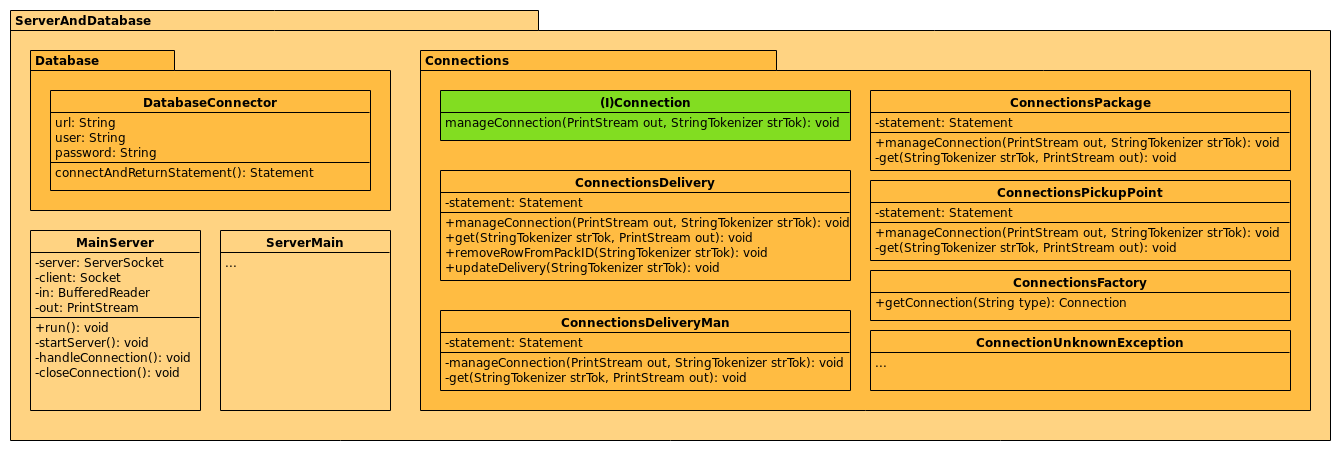 ServerAndDatabase
Database
DatabaseConnector
url: String
user: String
password: String
connectAndReturnStatement(): Statement
MainServer
-server: ServerSocket
-client: Socket
-in: BufferedReader
-out: PrintStream
+run(): void
-startServer(): void
-handleConnection(): void
-closeConnection(): void
ServerMain
...
Connections
(I)Connection
manageConnection(PrintStream out, StringTokenizer strTok): void
ConnectionsDelivery
-statement: Statement
+manageConnection(PrintStream out, StringTokenizer strTok): void
+get(StringTokenizer strTok, PrintStream out): void
+removeRowFromPackID(StringTokenizer strTok): void
+updateDelivery(StringTokenizer strTok): void
ConnectionsDeliveryMan
-statement: Statement
-manageConnection(PrintStream out, StringTokenizer strTok): void
-get(StringTokenizer strTok, PrintStream out): void
ConnectionsPackage
-statement: Statement
+manageConnection(PrintStream out, StringTokenizer strTok): void
-get(StringTokenizer strTok, PrintStream out): void
ConnectionsPickupPoint
-statement: Statement
+manageConnection(PrintStream out, StringTokenizer strTok): void
-get(StringTokenizer strTok, PrintStream out): void
ConnectionsFactory
+getConnection(String type): Connection
ConnectionUnknownException
...